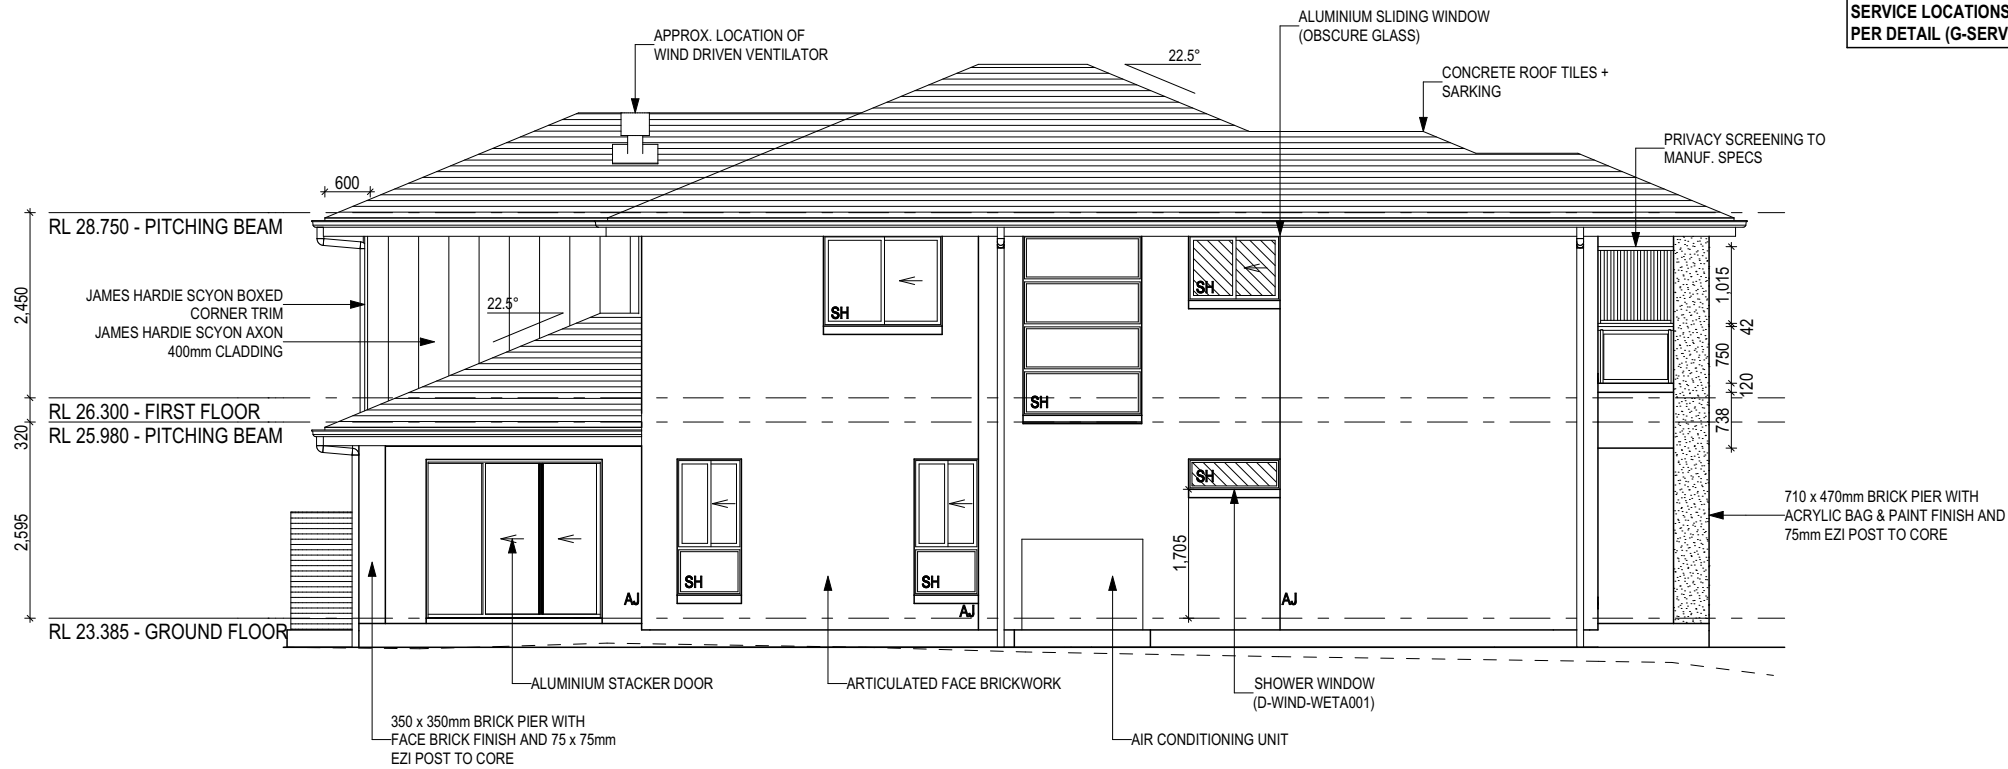 SERVICE LOCATIONS
PER DETAIL (G-SERV
ALUMINIUM SLIDING WINDOW
(OBSCURE GLASS)
APPROX. LOCATION OF
WIND DRIVEN VENTILATOR
22.5°
CONCRETE ROOF TILES +
SARKING
PRIVACY SCREENING TO
MANUF. SPECS
600
RL 28.750 - PITCHING BEAM
JAMES HARDIE SCYON BOXED
CORNER TRIM
JAMES HARDIE SCYON AXON
400mm CLADDING
22.5°
2,450
SH
SH
SH
1,015
42
750
120
738
RL 26.300 - FIRST FLOOR
320
RL 25.980 - PITCHING BEAM
2,595
SH
SH
SH
1,705
AJ
AJ
AJ
710 x 470mm BRICK PIER WITH
ACRYLIC BAG & PAINT FINISH AND
75mm EZI POST TO CORE
RL 23.385 - GROUND FLOOR
ALUMINIUM STACKER DOOR
ARTICULATED FACE BRICKWORK
SHOWER WINDOW
(D-WIND-WETA001)
350 x 350mm BRICK PIER WITH
FACE BRICK FINISH AND 75 x 75mm
EZI POST TO CORE
AIR CONDITIONING UNIT